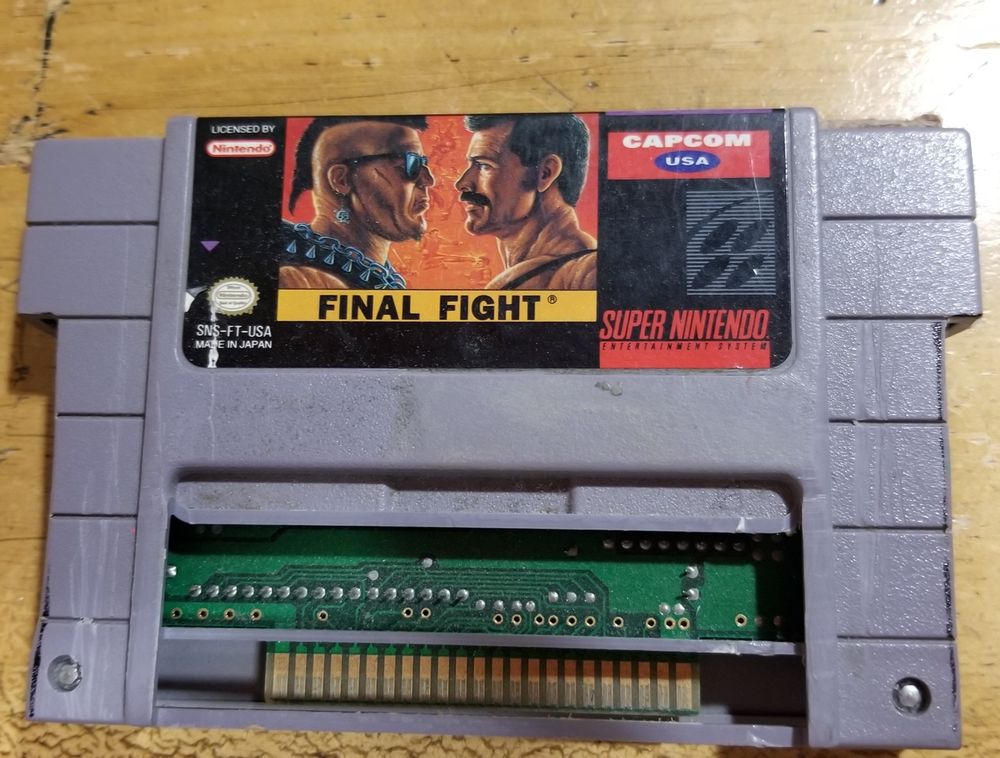 LICENSED BY
Nintendo®
CAPCOM
USA
FINAL FIGHT®
SNS-FT-USA
MADE IN JAPAN
SUPER NINTENDO
ENTERTAINMENT SYSTEM